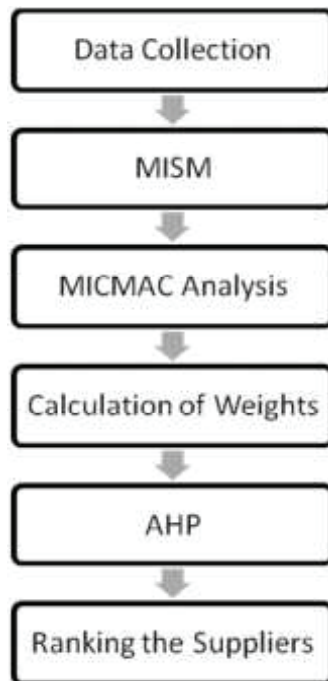 Data Collection
MISM
MICMAC Analysis
Calculation of Weights
AHP
Ranking the Suppliers